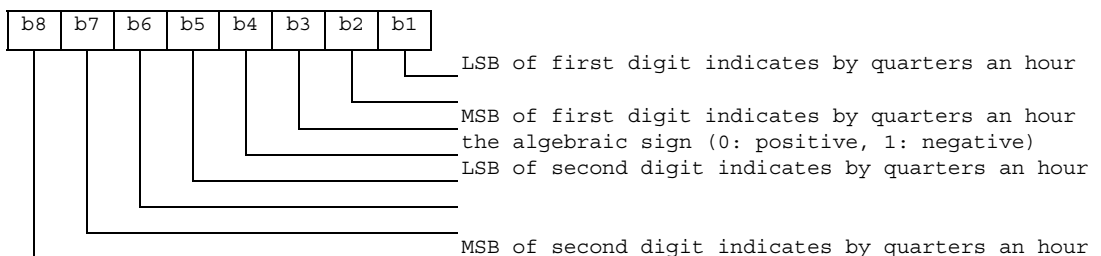 b8 b7 b6 b5 b4 b3 b2 b1
LSB of first digit indicates by quarters an hour
MSB of first digit indicates by quarters an hour
the algebraic sign (0: positive, 1: negative)
LSB of second digit indicates by quarters an hour
MSB of second digit indicates by quarters an hour